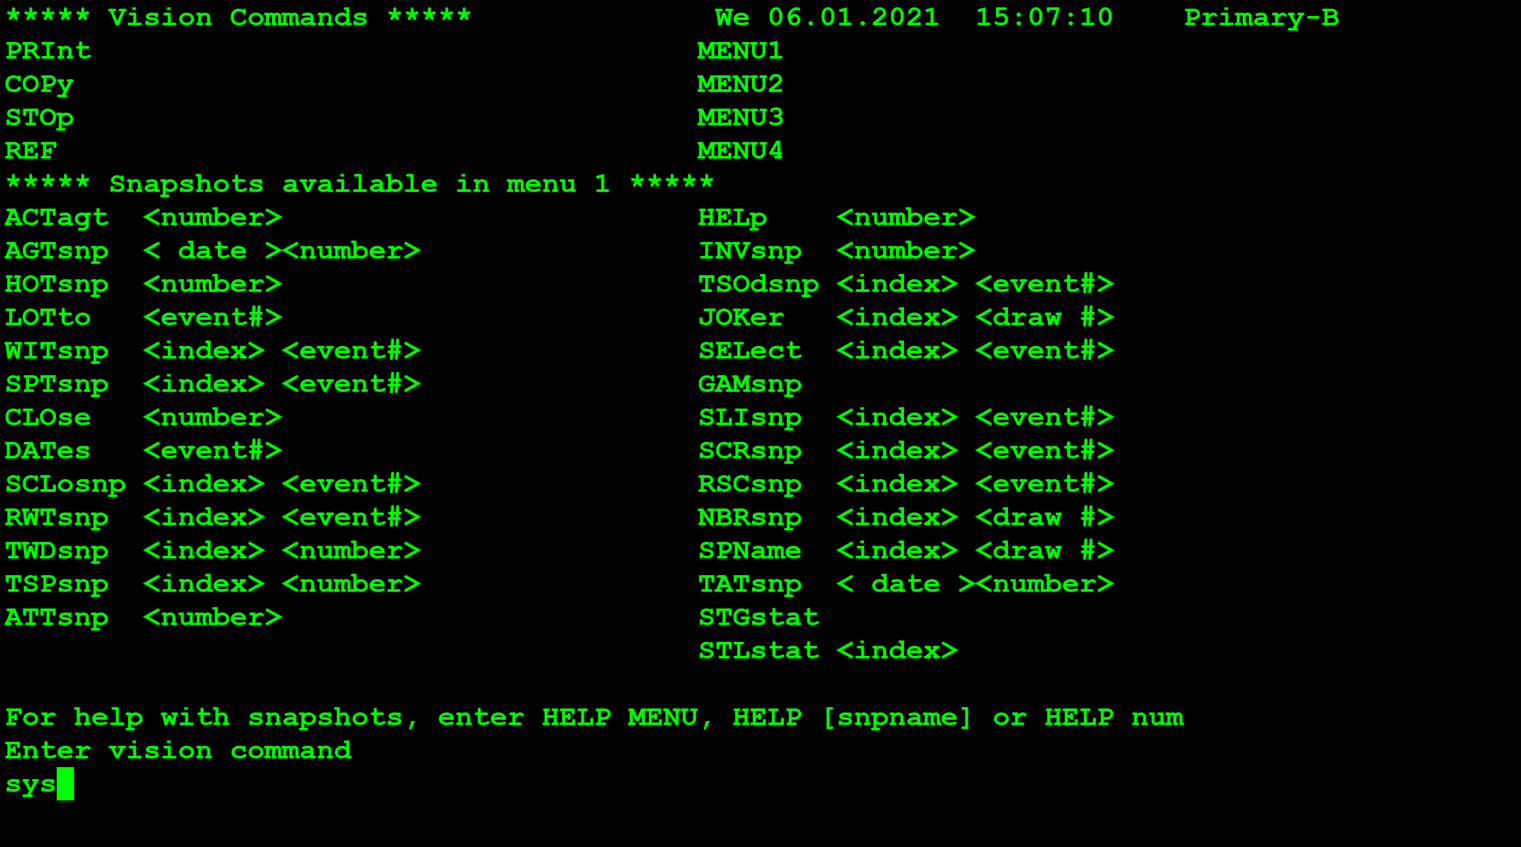 ***** Vision Commands *****              We 06.01.2021  15:07:10    Primary-B
PRInt                                   MENU1
COPy                                    MENU2
STOp                                    MENU3
REF                                     MENU4
***** Snapshots available in menu 1 *****
ACTagt  <number>                        HELp    <number>
AGTsnp  < date ><number>                INVsnp  <number>
HOTsnp  <number>                        TSOdsnp <index> <event#>
LOTto   <event#>                        JOKer   <index> <draw #>
WITsnp  <index> <event#>                SELect  <index> <event#>
SPTsnp  <index> <event#>                GAMsnp
CLOse   <number>                        SLIsnp  <index> <event#>
DATes   <event#>                        SCRsnp  <index> <event#>
SCLosnp <index> <event#>                RSCsnp  <index> <event#>
RWTsnp  <index> <event#>                NBRsnp  <index> <draw #>
TWDsnp  <index> <number>                SPName  <index> <draw #>
TSPsnp  <index> <number>                TATsnp  < date ><number>
ATTsnp  <number>                        STGstat
                                        STLstat <index>
For help with snapshots, enter HELP MENU, HELP [snpname] or HELP num
Enter vision command
sys